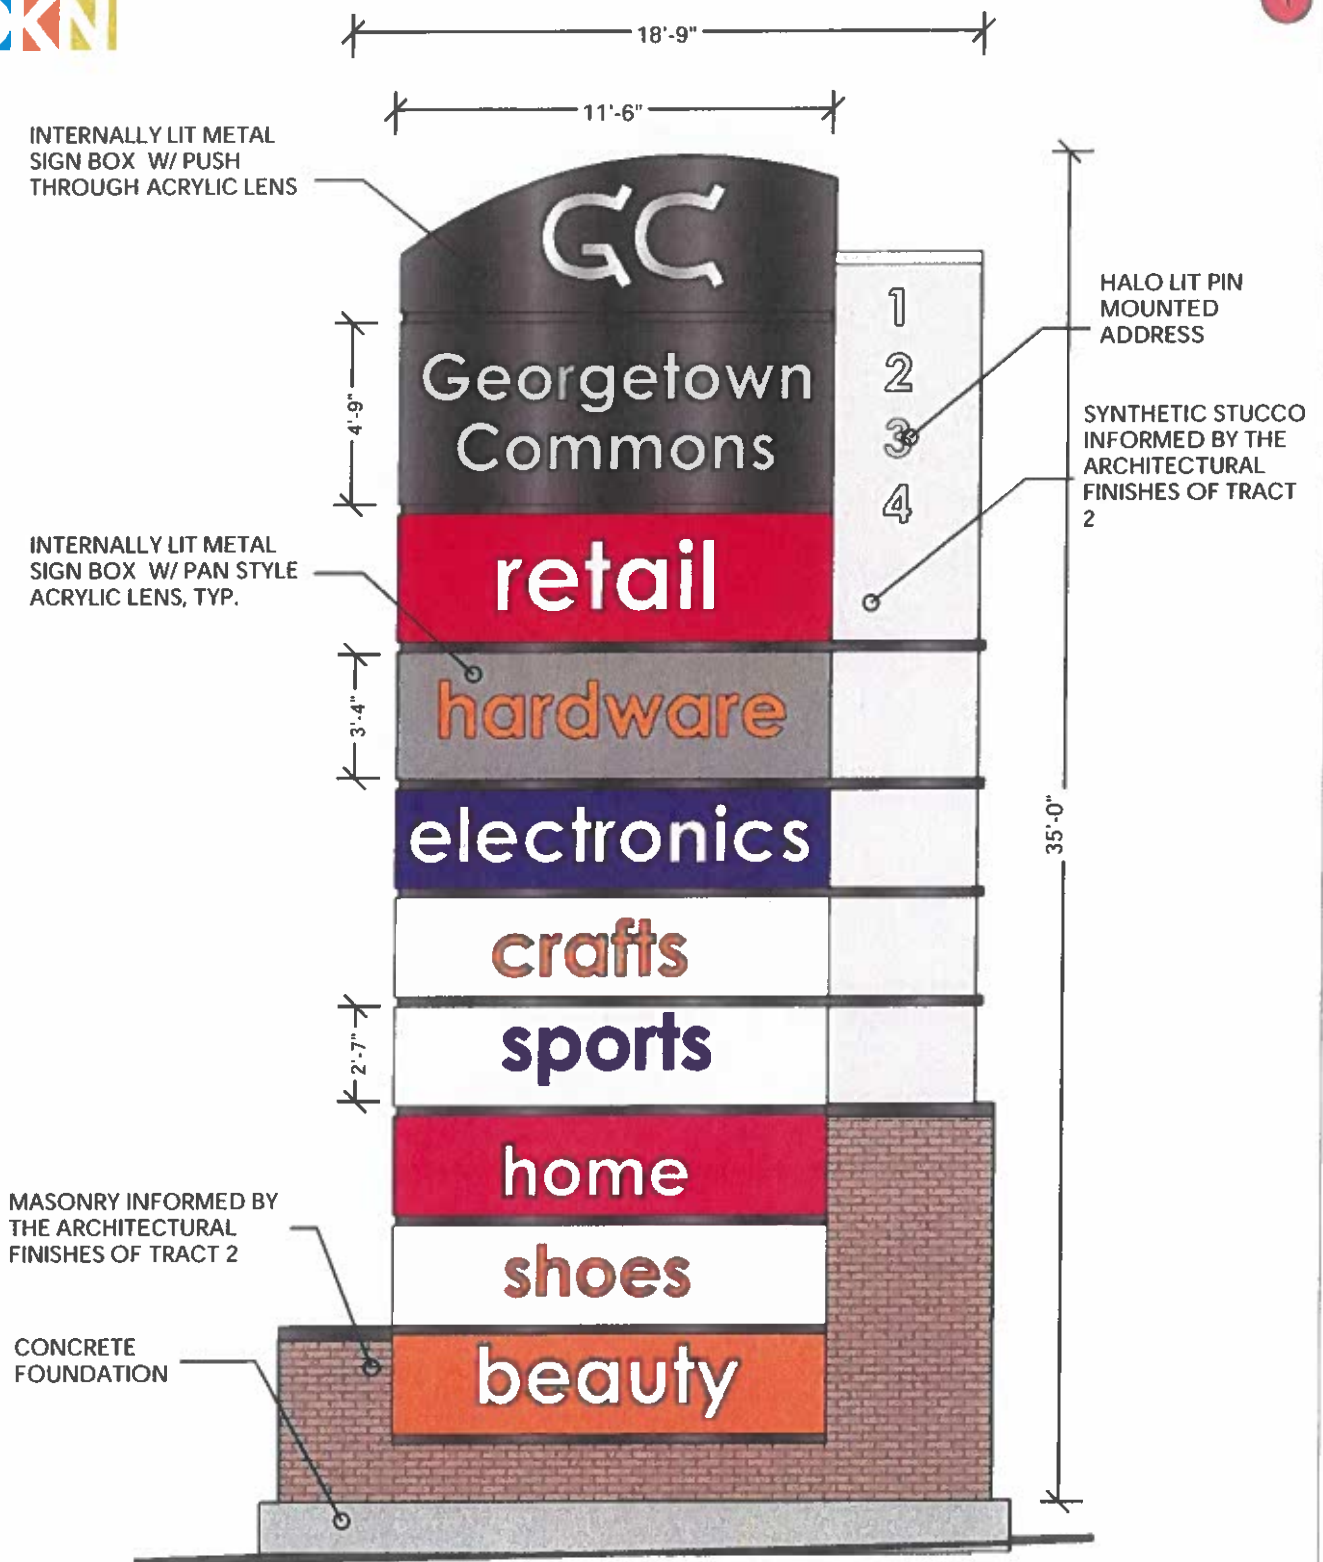 KN
18'-9"
11'-6"
INTERNALLY LIT METAL
SIGN BOX W/ PUSH
THROUGH ACRYLIC LENS
GC
1
2
3
4
HALO LIT PIN
MOUNTED
ADDRESS
Georgetown
Commons
4'-9"
SYNTHETIC STUCCO
INFORMED BY THE
ARCHITECTURAL
FINISHES OF TRACT
2
INTERNALLY LIT METAL
SIGN BOX W/ PAN STYLE
ACRYLIC LENS, TYP.
retail
hardware
3'-4"
electronics
35'-0"
crafts
sports
2'-7"
home
MASONRY INFORMED BY
THE ARCHITECTURAL
FINISHES OF TRACT 2
shoes
CONCRETE
FOUNDATION
beauty